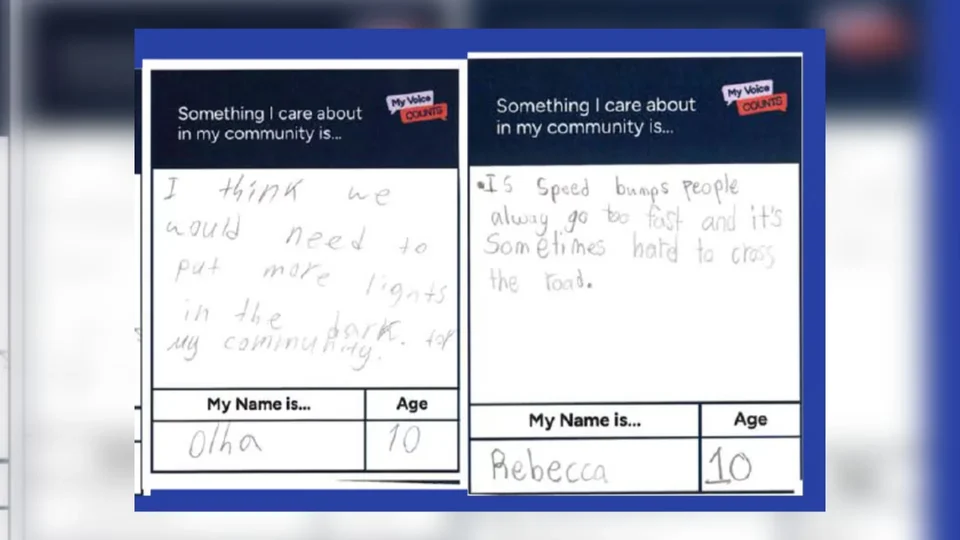 Something I care about
in my community is...
My Voice
COUNTS
I think we
would need to
put more lights
in the dark. for
my community.
My Name is...
Age
Olha
10
Something I care about
in my community is...
My Voice
COUNTS
•Is Speed bumps people
alway go too fast and it's
Sometimes hard to cross
the road.
My Name is...
Age
Rebecca
10